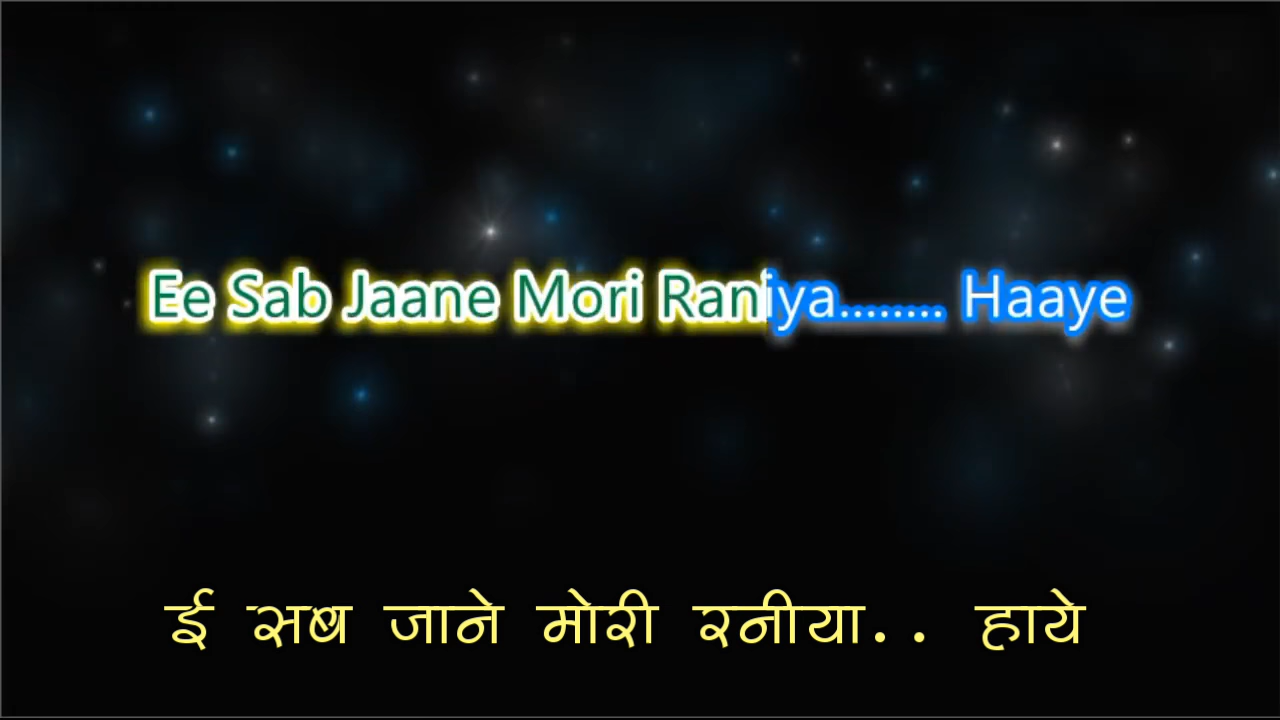 Ee Sab Jaane Mori Raniya........ Haaye
ई सब जाने मोरी रनीया.. हाये